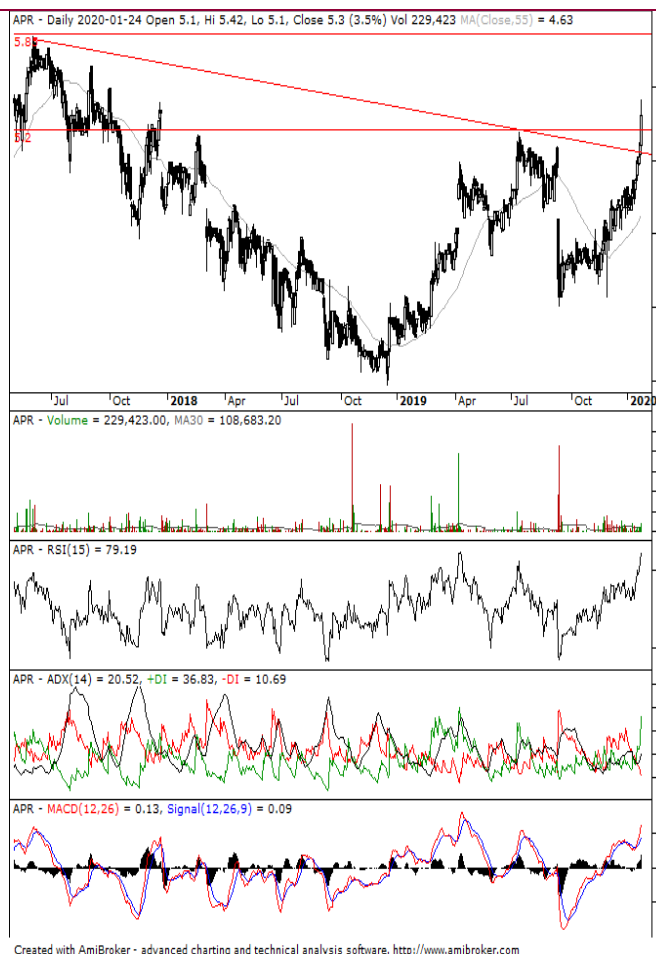 APR - Daily 2020-01-24 Open 5.1, Hi 5.42, Lo 5.1, Close 5.3 (3.5%) Vol 229,423 MA(Close,55) = 4.63
5.8
5.2
Jul Oct 2018 Apr Jul Oct 2019 Apr Jul Oct 2020
APR - Volume = 229,423.00, MA30 = 108,683.20
APR - RSI(15) = 79.19
APR - ADX(14) = 20.52, +DI = 36.83, -DI = 10.69
APR - MACD(12,26) = 0.13, Signal(12,26,9) = 0.09
Created with AmiBroker - advanced charting and technical analysis software. http://www.amibroker.com